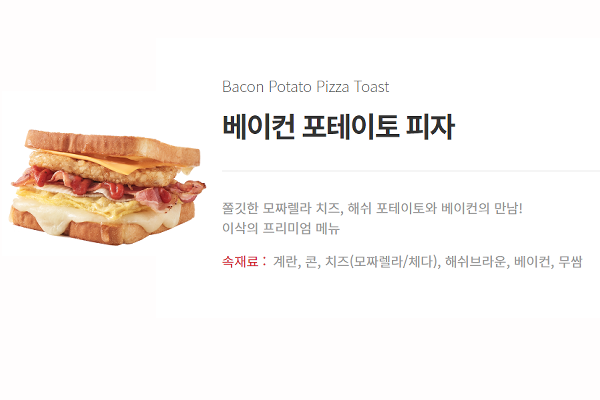 Bacon Potato Pizza Toast
베이컨 포테이토 피자
쫄깃한 모짜렐라 치즈, 해쉬 포테이토와 베이컨의 만남!
이삭의 프리미엄 메뉴
속재료 : 계란, 콘, 치즈(모짜렐라/체다), 해쉬브라운, 베이컨, 무쌈